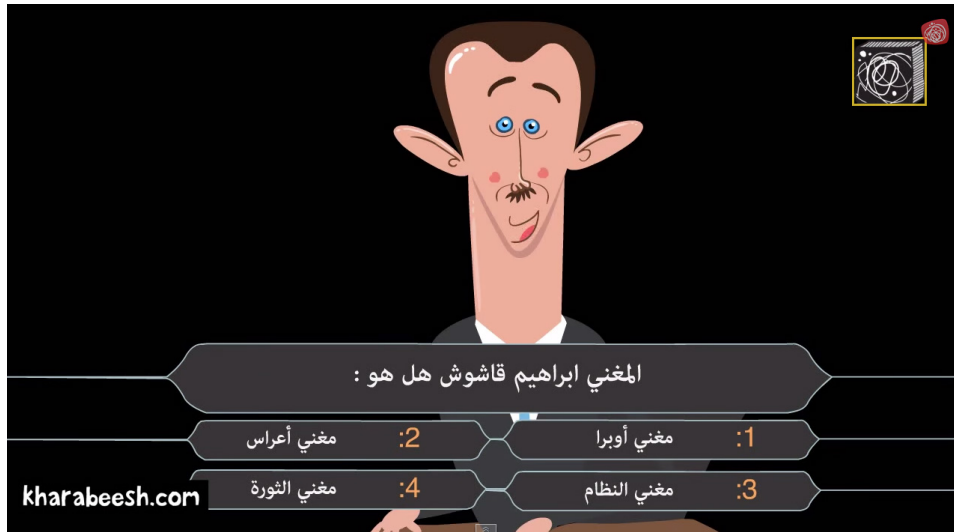 المغني ابراهيم قاشوش هل هو :
1: مغني أوبرا
2: مغني أعراس
3: مغني النظام
4: مغني الثورة
kharabeesh.com